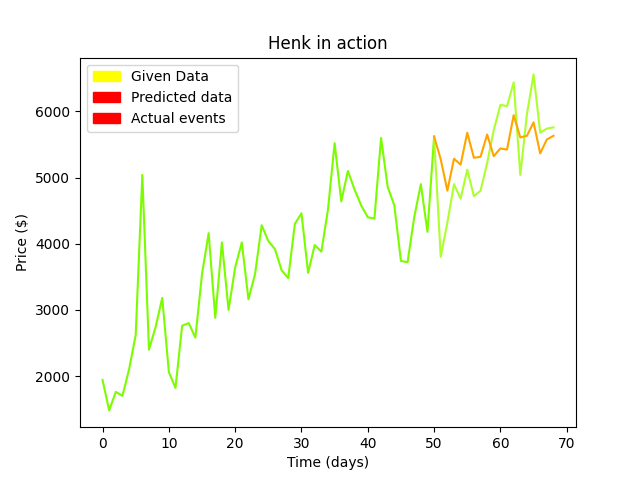 Henk in action
Given Data
Predicted data
Actual events
Price ($)
6000
5000
4000
3000
2000
0 10 20 30 40 50 60 70
Time (days)